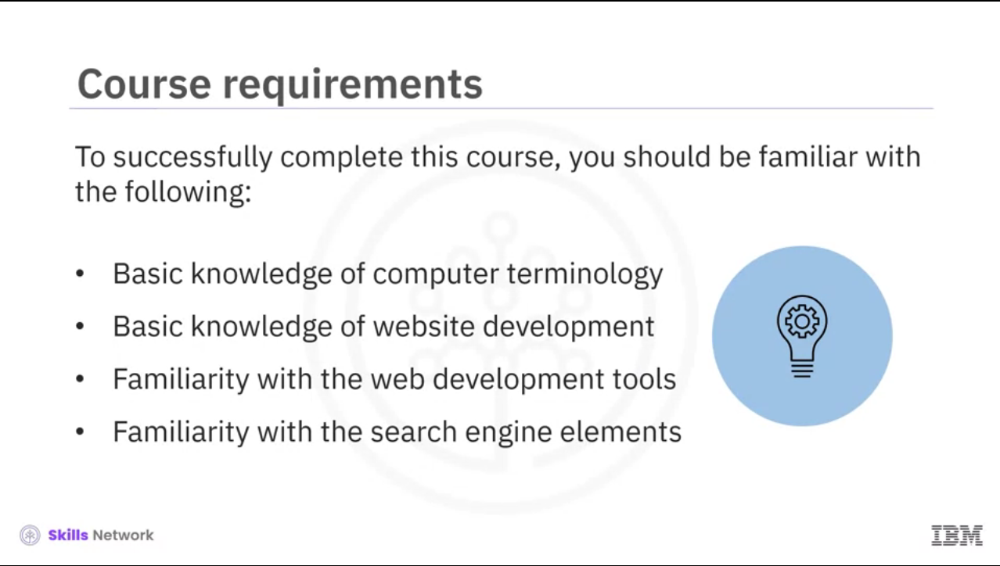 Course requirements
To successfully complete this course, you should be familiar with
the following:
• Basic knowledge of computer terminology
• Basic knowledge of website development
• Familiarity with the web development tools
• Familiarity with the search engine elements
Skills Network
IBM